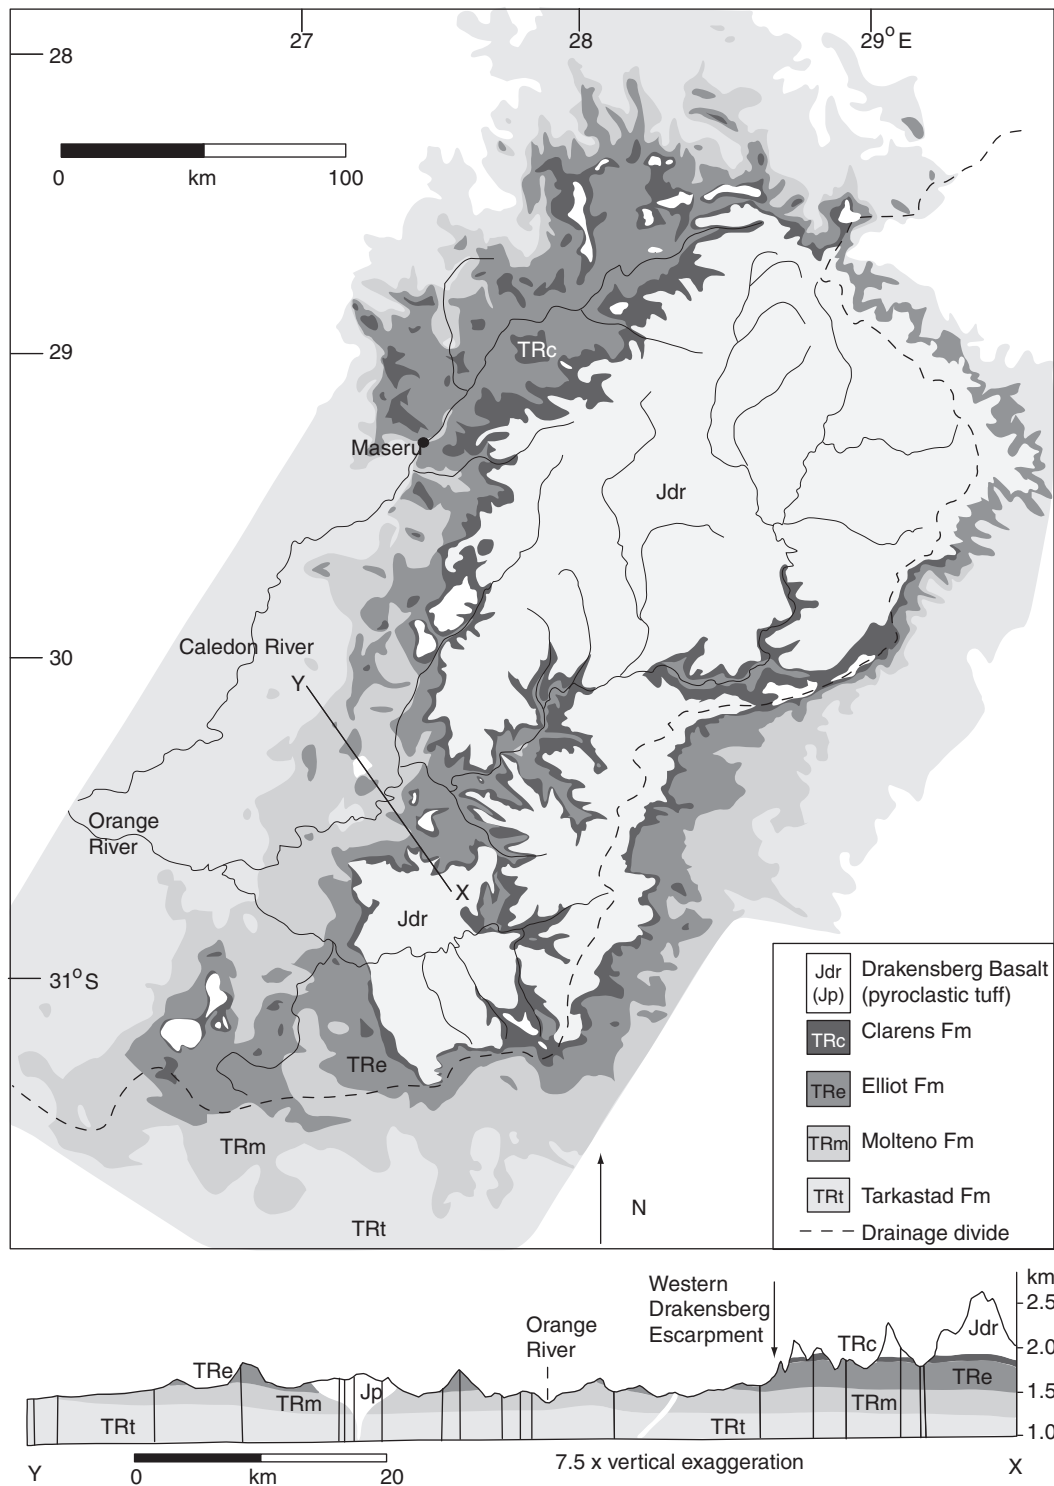 27
28
29° E
28
0
km
100
29
TRc
Maseru
Jdr
30
Caledon River
Y
Orange
River
X
Jdr
31° S
TRe
TRm
N
TRt
Jdr
(Jp)
Drakensberg Basalt
(pyroclastic tuff)
TRc
Clarens Fm
TRe
Elliot Fm
TRm
Molteno Fm
TRt
Tarkastad Fm
Drainage divide
Western
Drakensberg
Escarpment
Orange
River
km
2.5
2.0
1.5
1.0
TRe
TRm
Jp
TRc
Jdr
TRe
TRm
TRt
TRt
Y
0
km
20
7.5 x vertical exaggeration
X